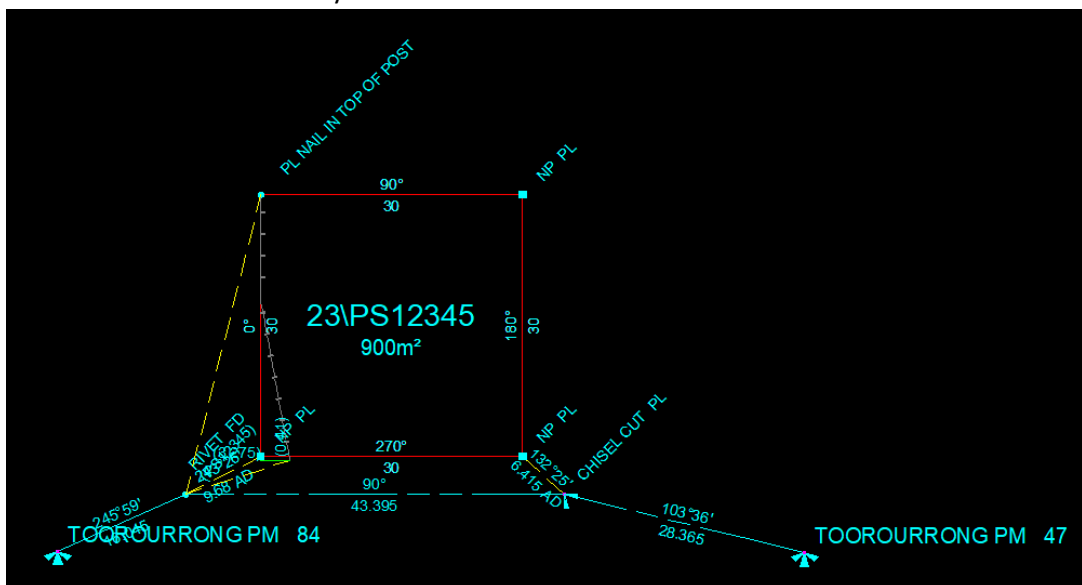 PL NAIL IN TOP OF POST
NP PL
90°
30
23\PS12345
900m²
0°
30
180°
30
RIVET FD
PL
(0.41)
NP PL
CHISEL CUT PL
270°
30
132°25'
6.415 AD
9.68 AD
90°
43.395
245°59'
103°36'
28.365
TOOROURRONG PM 84
TOOROURRONG PM 47